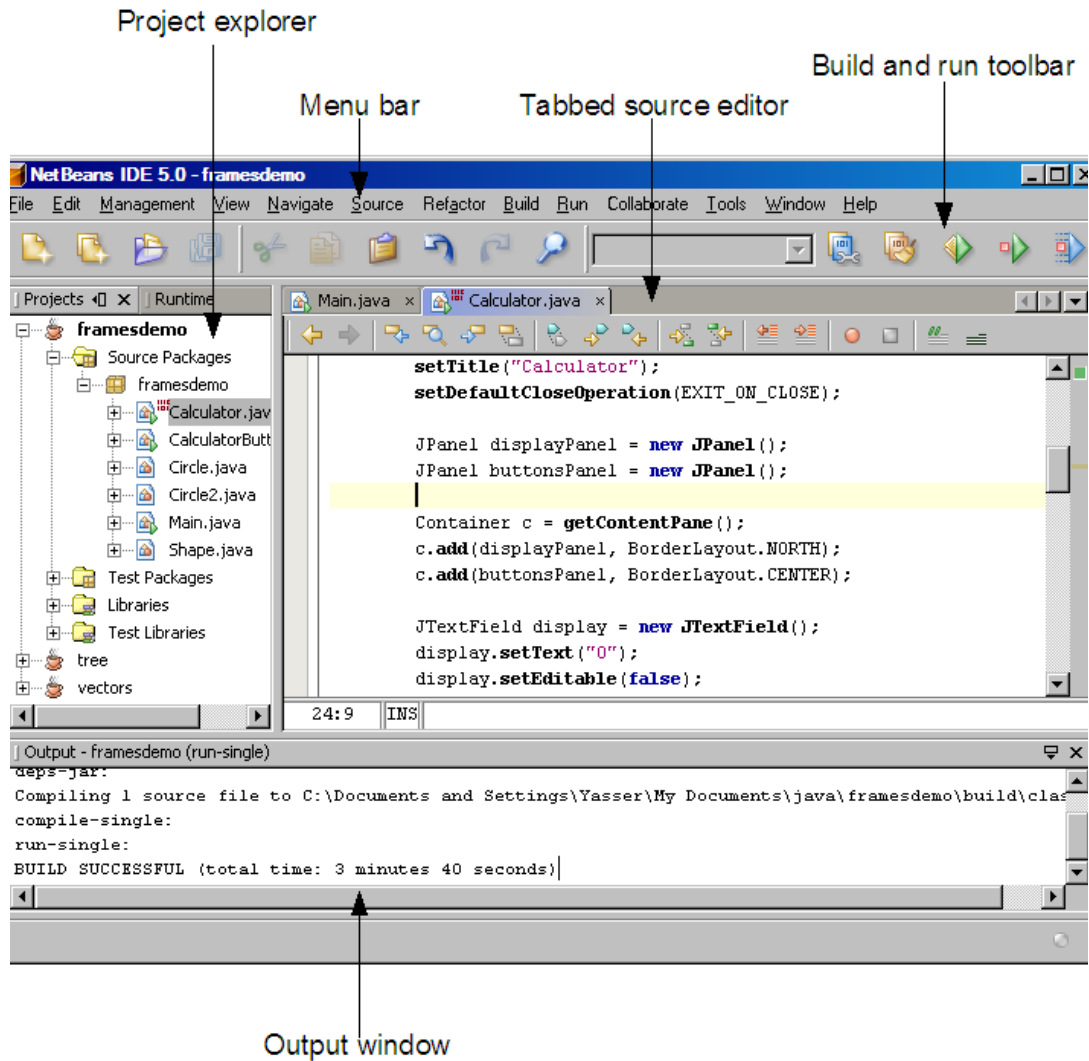 Project explorer
Build and run toolbar
Menu bar
Tabbed source editor
NetBeans IDE 5.0 - framesdemo
File Edit Management View Navigate Source Refactor Build Run Collaborate Tools Window Help
Projects Runtime
Main.java
Calculator.java
framesdemo
Source Packages
framesdemo
Calculator.jav
CalculatorButt
Circle.java
Circle2.java
Main.java
Shape.java
Test Packages
Libraries
Test Libraries
tree
vectors
setTitle("Calculator");
setDefaultCloseOperation(EXIT_ON_CLOSE);
JPanel displayPanel = new JPanel();
JPanel buttonsPanel = new JPanel();
Container c = getContentPane();
c.add(displayPanel, BorderLayout.NORTH);
c.add(buttonsPanel, BorderLayout.CENTER);
JTextField display = new JTextField();
display.setText("0");
display.setEditable(false);
24:9 INS
Output - framesdemo (run-single)
deps-jar:
Compiling 1 source file to C:\Documents and Settings\Yasser\My Documents\java\framesdemo\build\clas
compile-single:
run-single:
BUILD SUCCESSFUL (total time: 3 minutes 40 seconds)
Output window